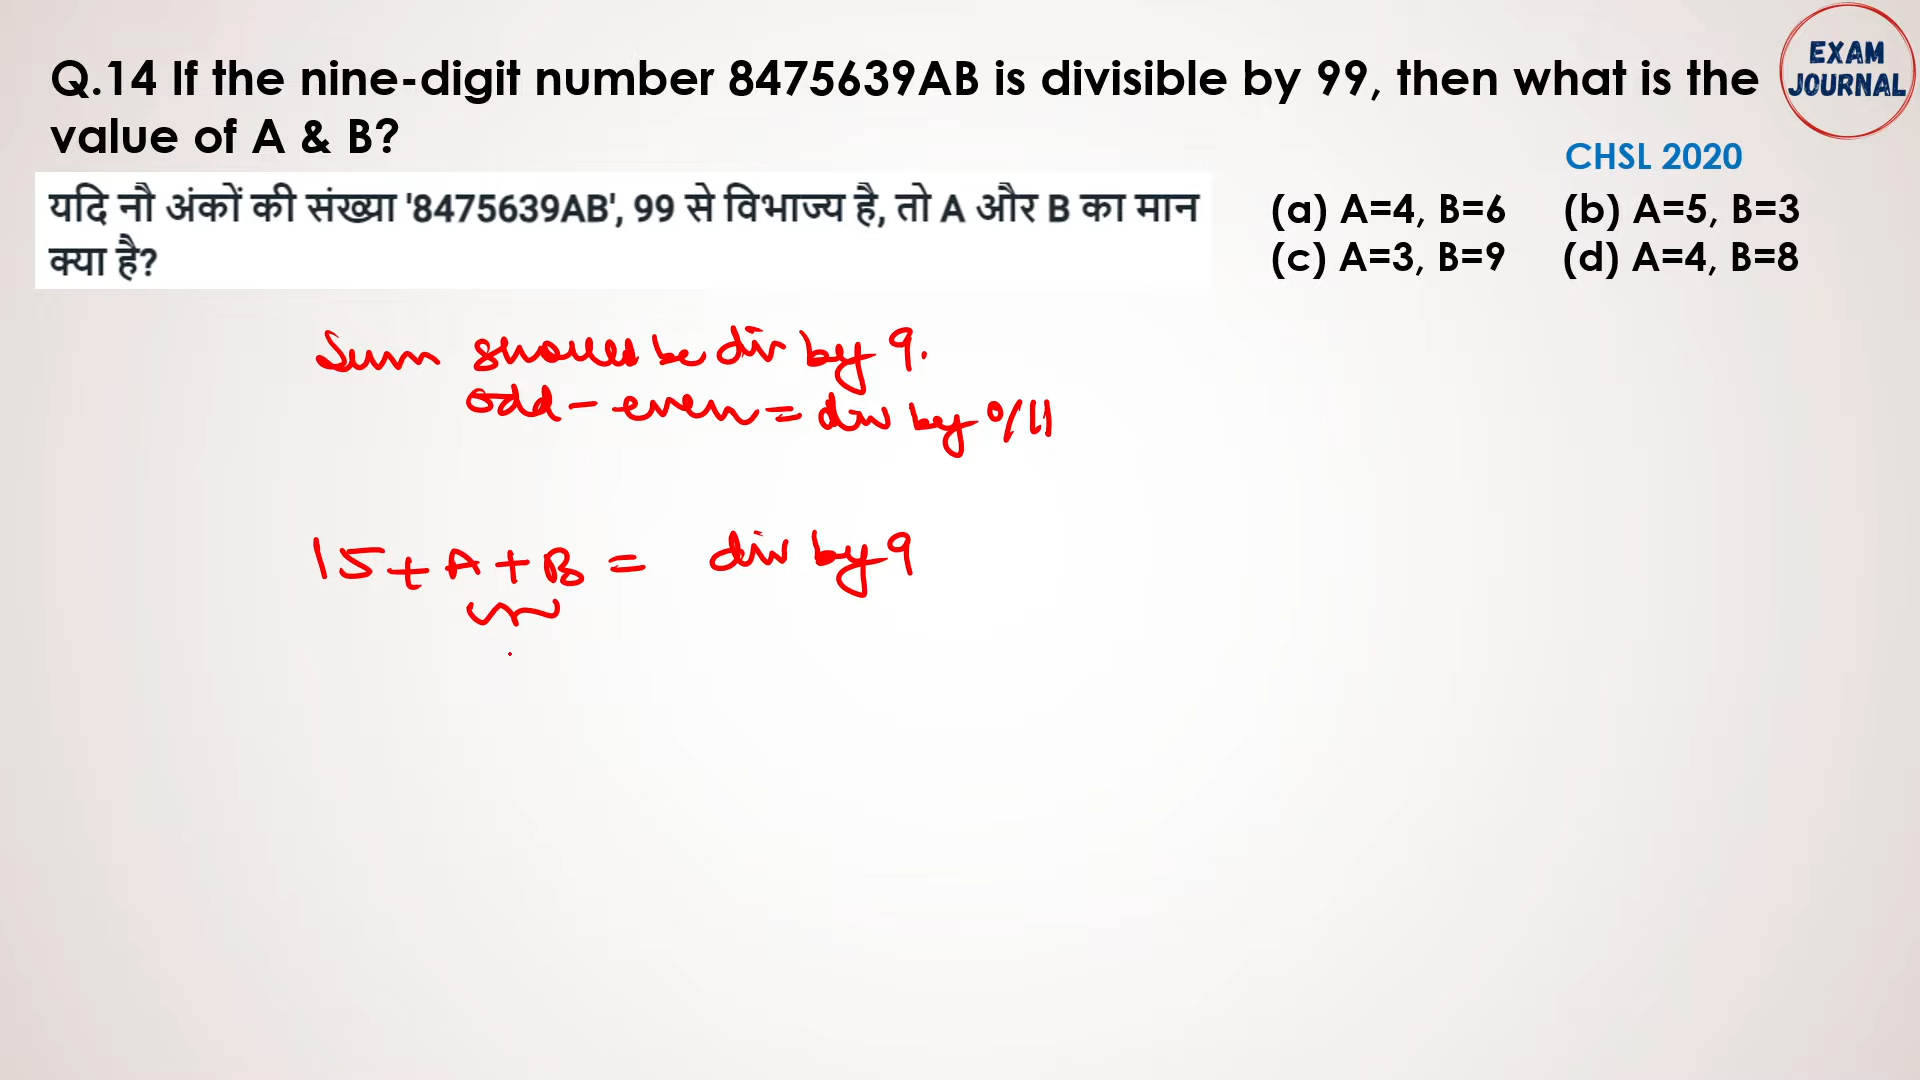 Q.14 If the nine-digit number 8475639AB is divisible by 99, then what is the
value of A & B?
EXAM
JOURNAL
CHSL 2020
यदि नौ अंकों की संख्या '8475639AB', 99 से विभाज्य है, तो A और B का मान
क्या है?
(a) A=4, B=6 (b) A=5, B=3
(c) A=3, B=9 (d) A=4, B=8
Sum should be div by 9.
odd - even = div by 0/11
15 + A + B = div by 9